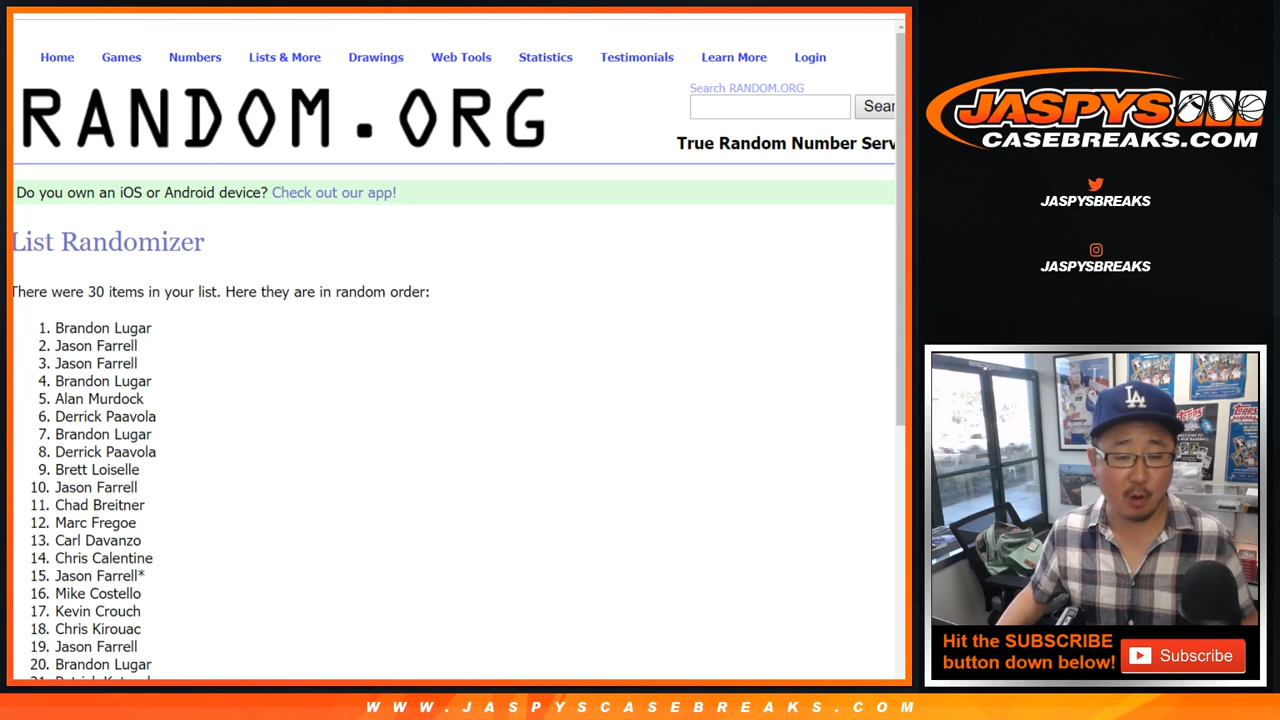 Home Games Numbers Lists & More Drawings Web Tools Statistics Testimonials Learn More Login
Search RANDOM.ORG
RANDOM.ORG
Sear
True Random Number Serv
Do you own an iOS or Android device? Check out our app!
List Randomizer
There were 30 items in your list. Here they are in random order:
1. Brandon Lugar
2. Jason Farrell
3. Jason Farrell
4. Brandon Lugar
5. Alan Murdock
6. Derrick Paavola
7. Brandon Lugar
8. Derrick Paavola
9. Brett Loiselle
10. Jason Farrell
11. Chad Breitner
12. Marc Fregoe
13. Carl Davanzo
14. Chris Calentine
15. Jason Farrell*
16. Mike Costello
17. Kevin Crouch
18. Chris Kirouac
19. Jason Farrell
20. Brandon Lugar
JASPYS
CASEBREAKS.COM
JASPYSBREAKS
JASPYSBREAKS
LA
topps
Topps
Hit the SUBSCRIBE
button down below!
Subscribe
WWW.JASPYSCASEBREAKS.COM